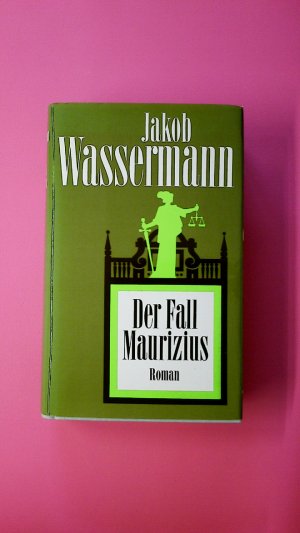 Jakob
Wassermann
Der Fall
Maurizius
Roman